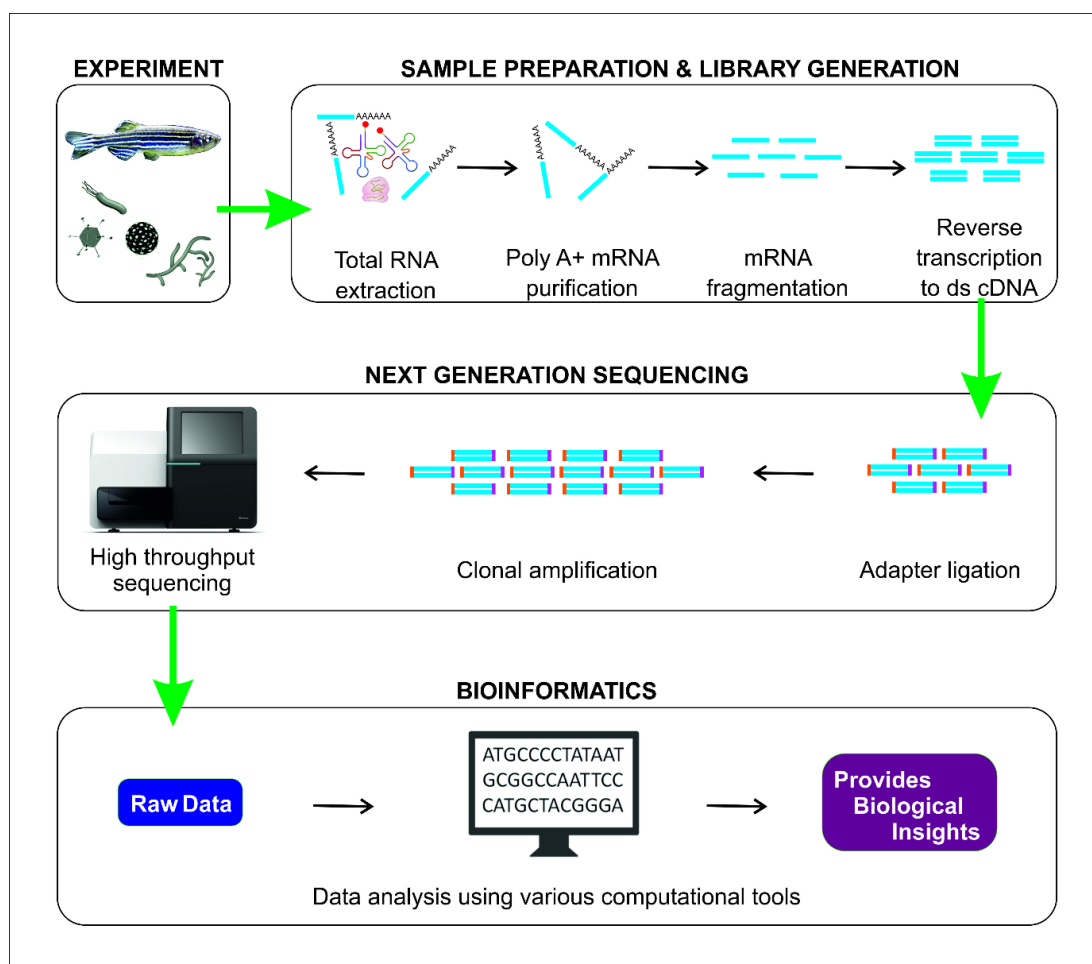 EXPERIMENT
SAMPLE PREPARATION & LIBRARY GENERATION
AAAAAA
AAAAAA
AAAAAA
AAAAAA
AAAAAA
AAAAAA
Total RNA
extraction
Poly A+ mRNA
purification
mRNA
fragmentation
Reverse
transcription
to ds cDNA
NEXT GENERATION SEQUENCING
High throughput
sequencing
Clonal amplification
Adapter ligation
BIOINFORMATICS
Raw Data
ATGCCCCTATAAT
GCGGCCAATTCC
CATGCTACGGGA
Provides
Biological
Insights
Data analysis using various computational tools